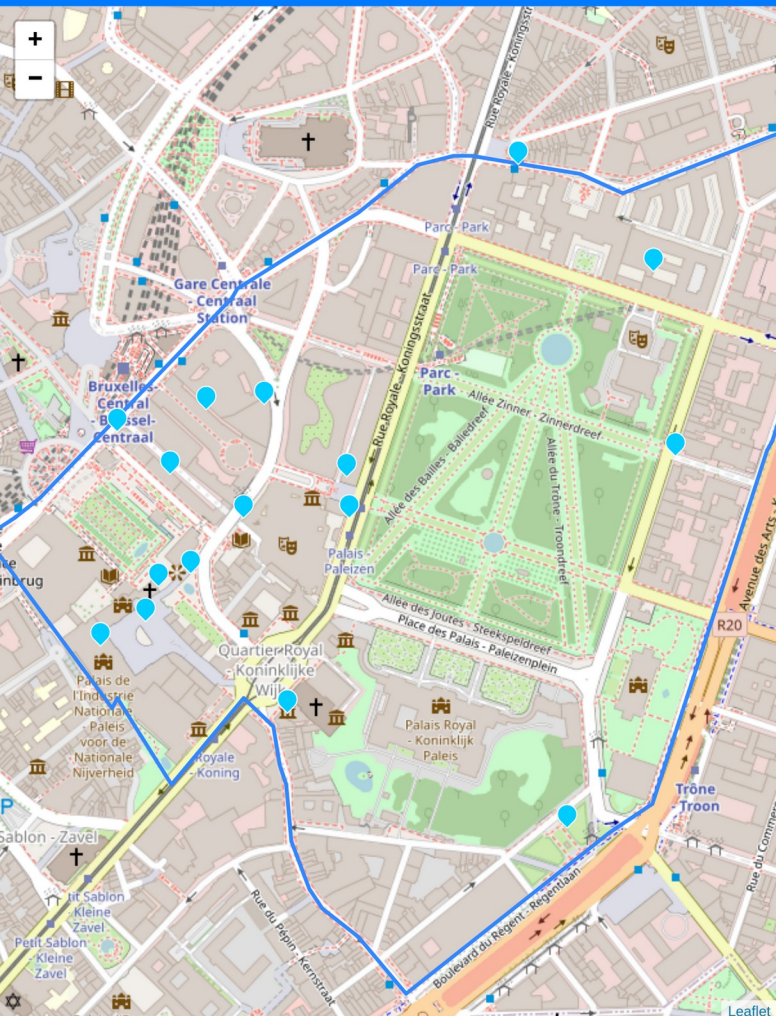 +
−
Rue Royale - Koningsstr
Parc - Park
Parc - Park
Gare Centrale
- Centraal
Station
Rue Royale - Koningsstraat
Parc -
Park
Bruxelles-
Central
- Brussel-
Centraal
Allée Zinner - Zinnerdreef
Allée des Bailles - Baliedreef
Allée du Trône - Troondreef
Avenue des Arts - K
inbrug
Palais -
Paleizen
Allée des Joutes - Steekspeldreef
Place des Palais - Paleizenplein
R20
Quartier Royal
Koninklijke
Wijk
Palais de
l'Industrie
Nationale -
Paleis
voor de
Nationale
Nijverheid
Palais Royal
- Koninklijk
Paleis
Royale
- Koning
Trône
- Troon
P
Sablon - Zavel
tit Sablon
Kleine
Zavel
Petit Sablon
- Kleine
Zavel
Rue du Pépin - Kernstraat
Boulevard du Régent - Regentlaan
Rue du Comme
Leaflet